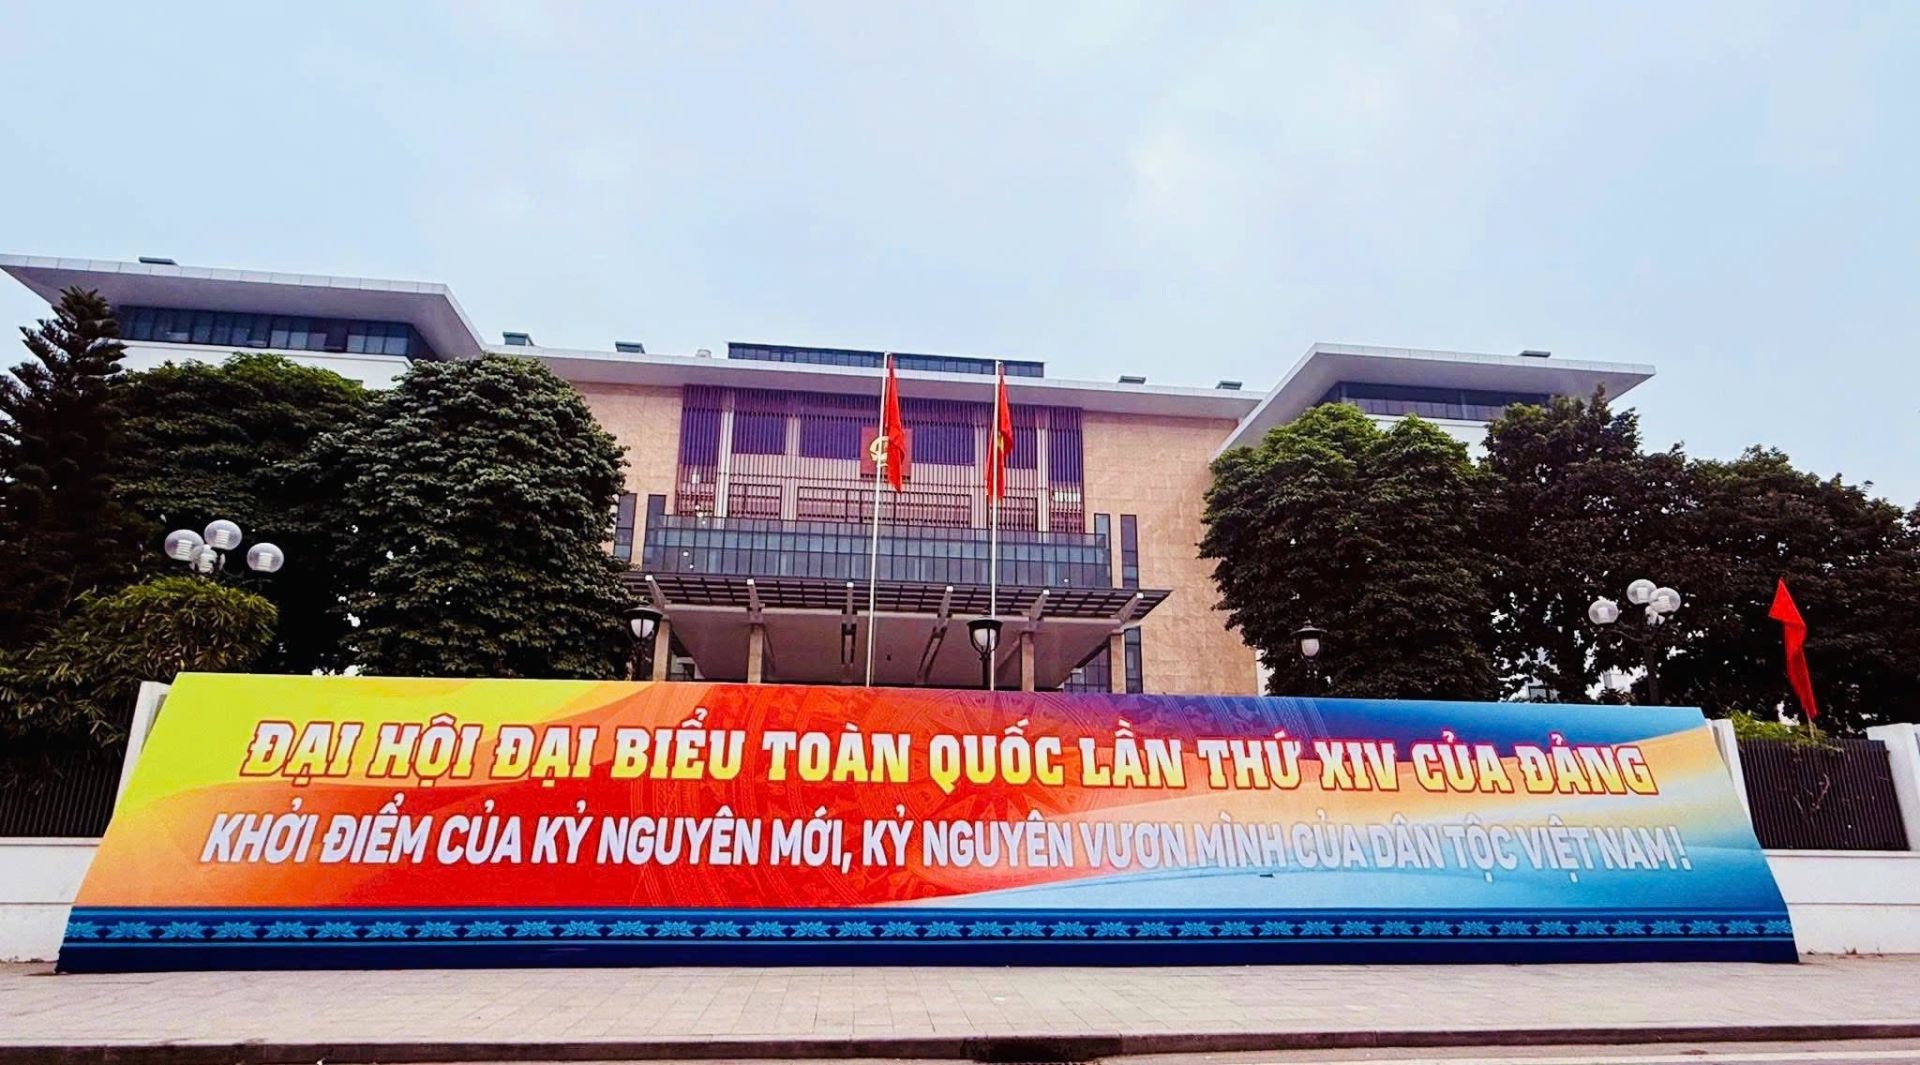 ĐẠI HỘI ĐẠI BIỂU TOÀN QUỐC LẦN THỨ XIV CỦA ĐẢNG
KHỞI ĐIỂM CỦA KỶ NGUYÊN MỚI, KỶ NGUYÊN VƯƠN MÌNH CỦA DÂN TỘC VIỆT NAM!